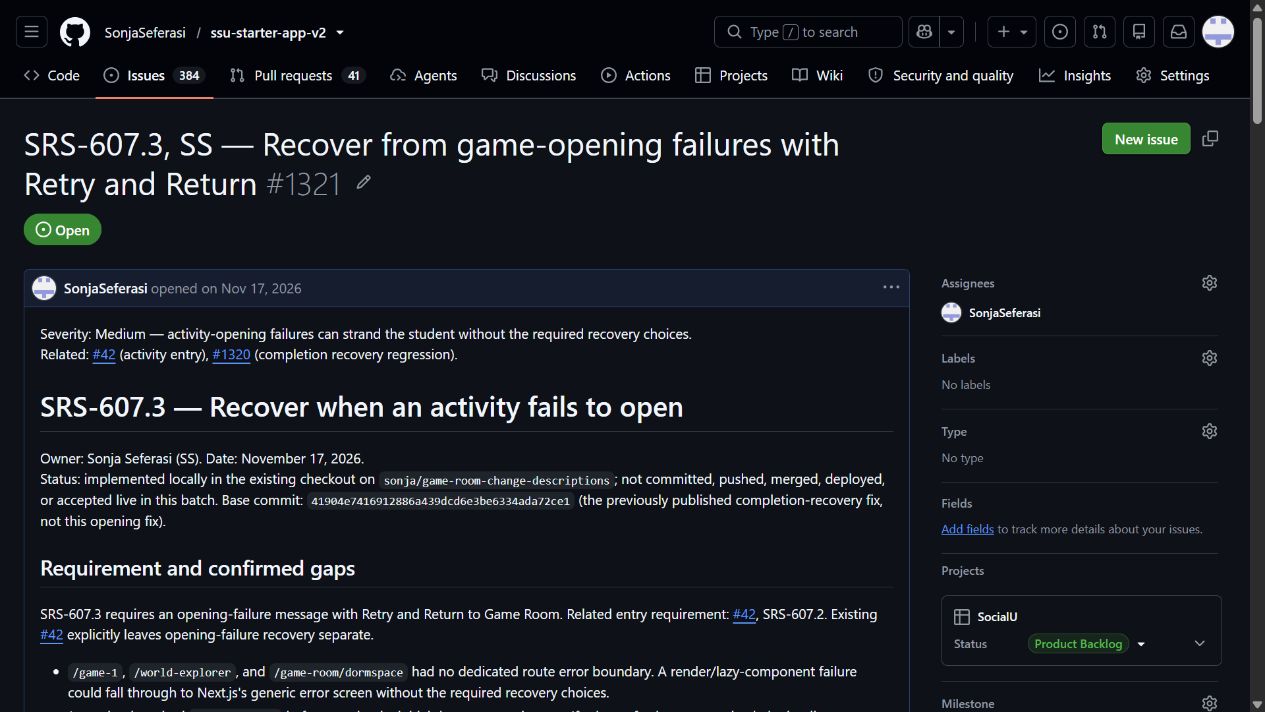 SonjaSeferasi / ssu-starter-app-v2
Type / to search
Code
Issues 384
Pull requests 41
Agents
Discussions
Actions
Projects
Wiki
Security and quality
Insights
Settings
SRS-607.3, SS — Recover from game-opening failures with
Retry and Return #1321
New issue
Open
SonjaSeferasi opened on Nov 17, 2026
Severity: Medium — activity-opening failures can strand the student without the required recovery choices.
Related: #42 (activity entry), #1320 (completion recovery regression).
SRS-607.3 — Recover when an activity fails to open
Owner: Sonja Seferasi (SS). Date: November 17, 2026.
Status: implemented locally in the existing checkout on sonja/game-room-change-descriptions; not committed, pushed, merged, deployed,
or accepted live in this batch. Base commit: 41904e7416912886a439dcd6e3be6334ada72ce1 (the previously published completion-recovery fix,
not this opening fix).
Requirement and confirmed gaps
SRS-607.3 requires an opening-failure message with Retry and Return to Game Room. Related entry requirement: #42, SRS-607.2. Existing
#42 explicitly leaves opening-failure recovery separate.
• /game-1, /world-explorer, and /game-room/dormspace had no dedicated route error boundary. A render/lazy-component failure
could fall through to Next.js's generic error screen without the required recovery choices.
Assignees
SonjaSeferasi
Labels
No labels
Type
No type
Fields
Add fields to track more details about your issues.
Projects
SocialU
Status Product Backlog
Milestone